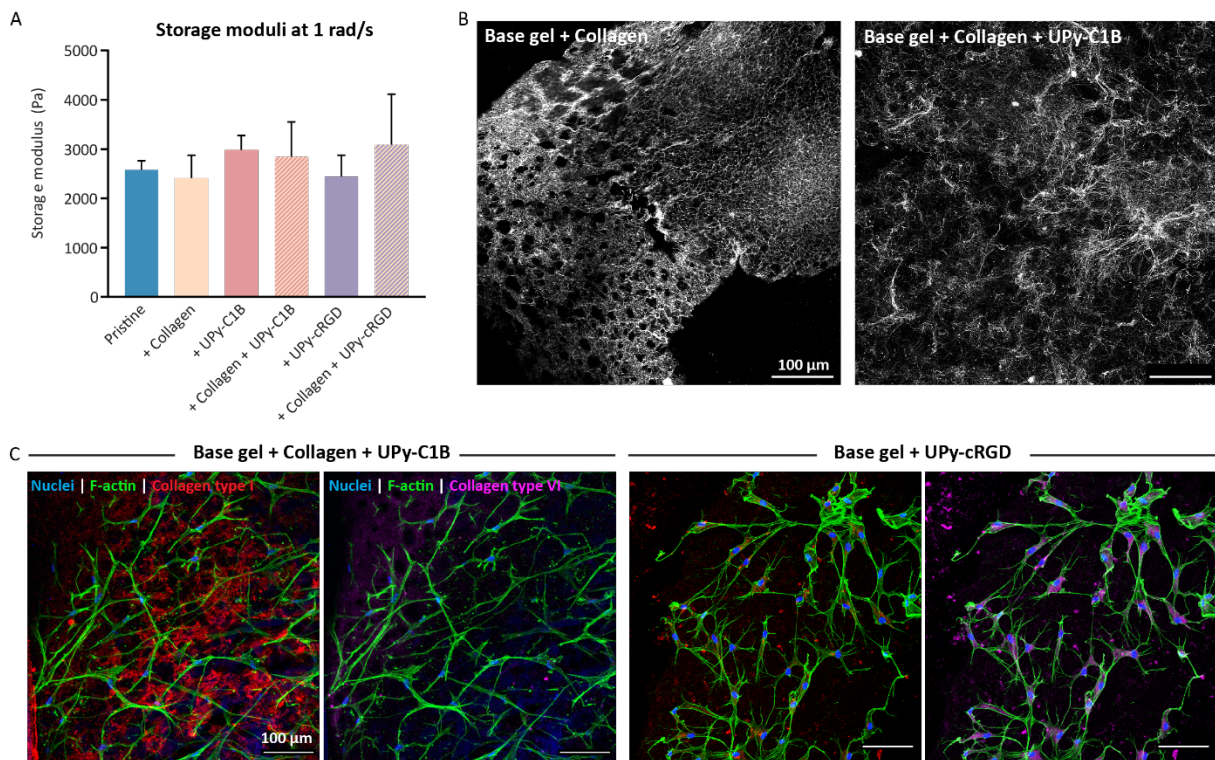 A
Storage moduli at 1 rad/s
Storage modulus (Pa)
5000
4000
3000
2000
1000
0
Pristine
+ Collagen
+ UPy-C1B
+ Collagen + UPy-C1B
+ UPy-cRGD
+ Collagen + UPy-cRGD
B
Base gel + Collagen
100 µm
Base gel + Collagen + UPy-C1B
C
Base gel + Collagen + UPy-C1B
Nuclei | F-actin | Collagen type I
100 µm
Nuclei | F-actin | Collagen type VI
Base gel + UPy-cRGD